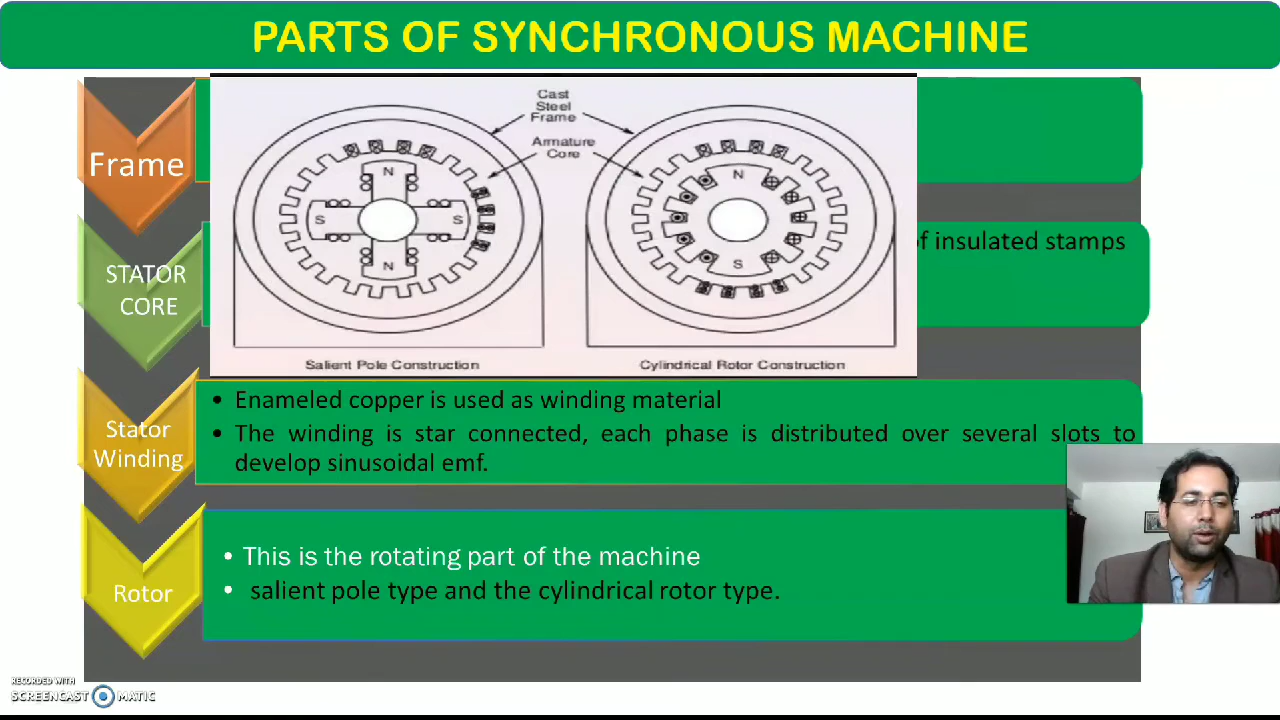 PARTS OF SYNCHRONOUS MACHINE
Frame
Cast
Steel
Frame
Armature
Core
N
S
S
N
N
S
Salient Pole Construction
Cylindrical Rotor Construction
STATOR
CORE
of insulated stamps
Stator
Winding
• Enameled copper is used as winding material
• The winding is star connected, each phase is distributed over several slots to
develop sinusoidal emf.
Rotor
• This is the rotating part of the machine
• salient pole type and the cylindrical rotor type.
RECORDED WITH
SCREENCAST MATIC